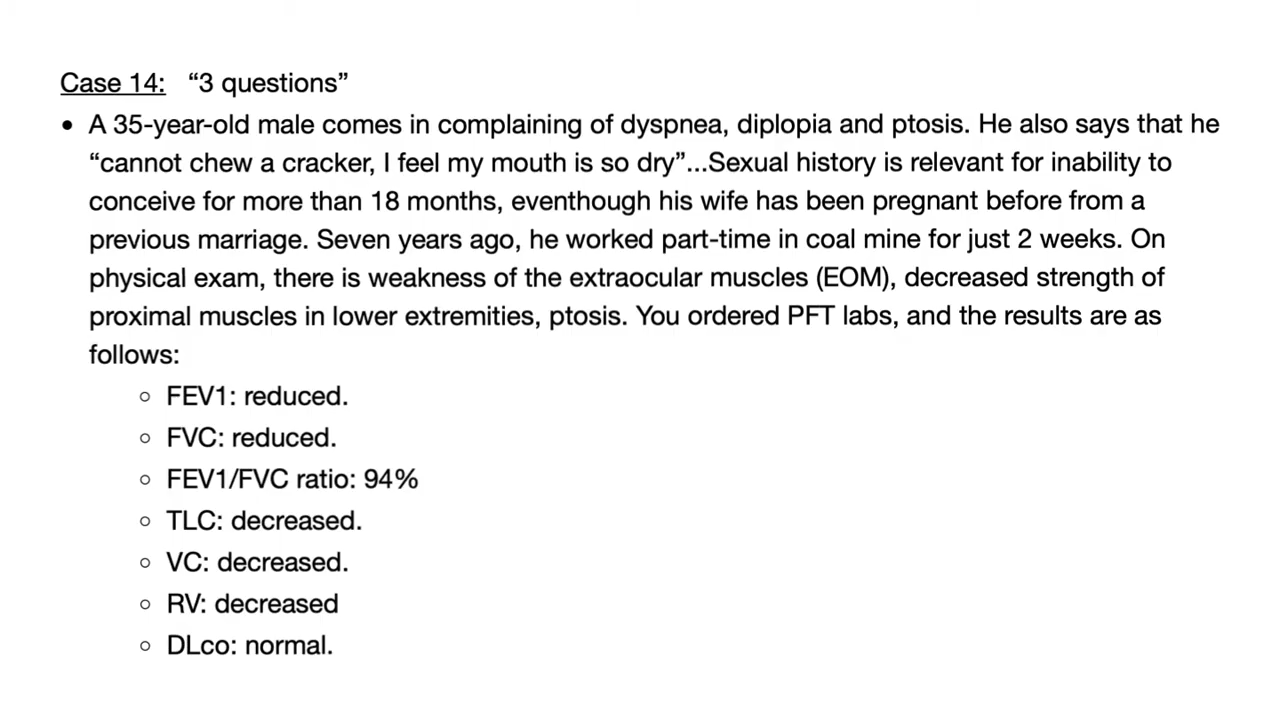 Case 14: “3 questions”
• A 35-year-old male comes in complaining of dyspnea, diplopia and ptosis. He also says that he
“cannot chew a cracker, I feel my mouth is so dry”...Sexual history is relevant for inability to
conceive for more than 18 months, eventhough his wife has been pregnant before from a
previous marriage. Seven years ago, he worked part-time in coal mine for just 2 weeks. On
physical exam, there is weakness of the extraocular muscles (EOM), decreased strength of
proximal muscles in lower extremities, ptosis. You ordered PFT labs, and the results are as
follows:
○ FEV1: reduced.
○ FVC: reduced.
○ FEV1/FVC ratio: 94%
○ TLC: decreased.
○ VC: decreased.
○ RV: decreased
○ DLco: normal.